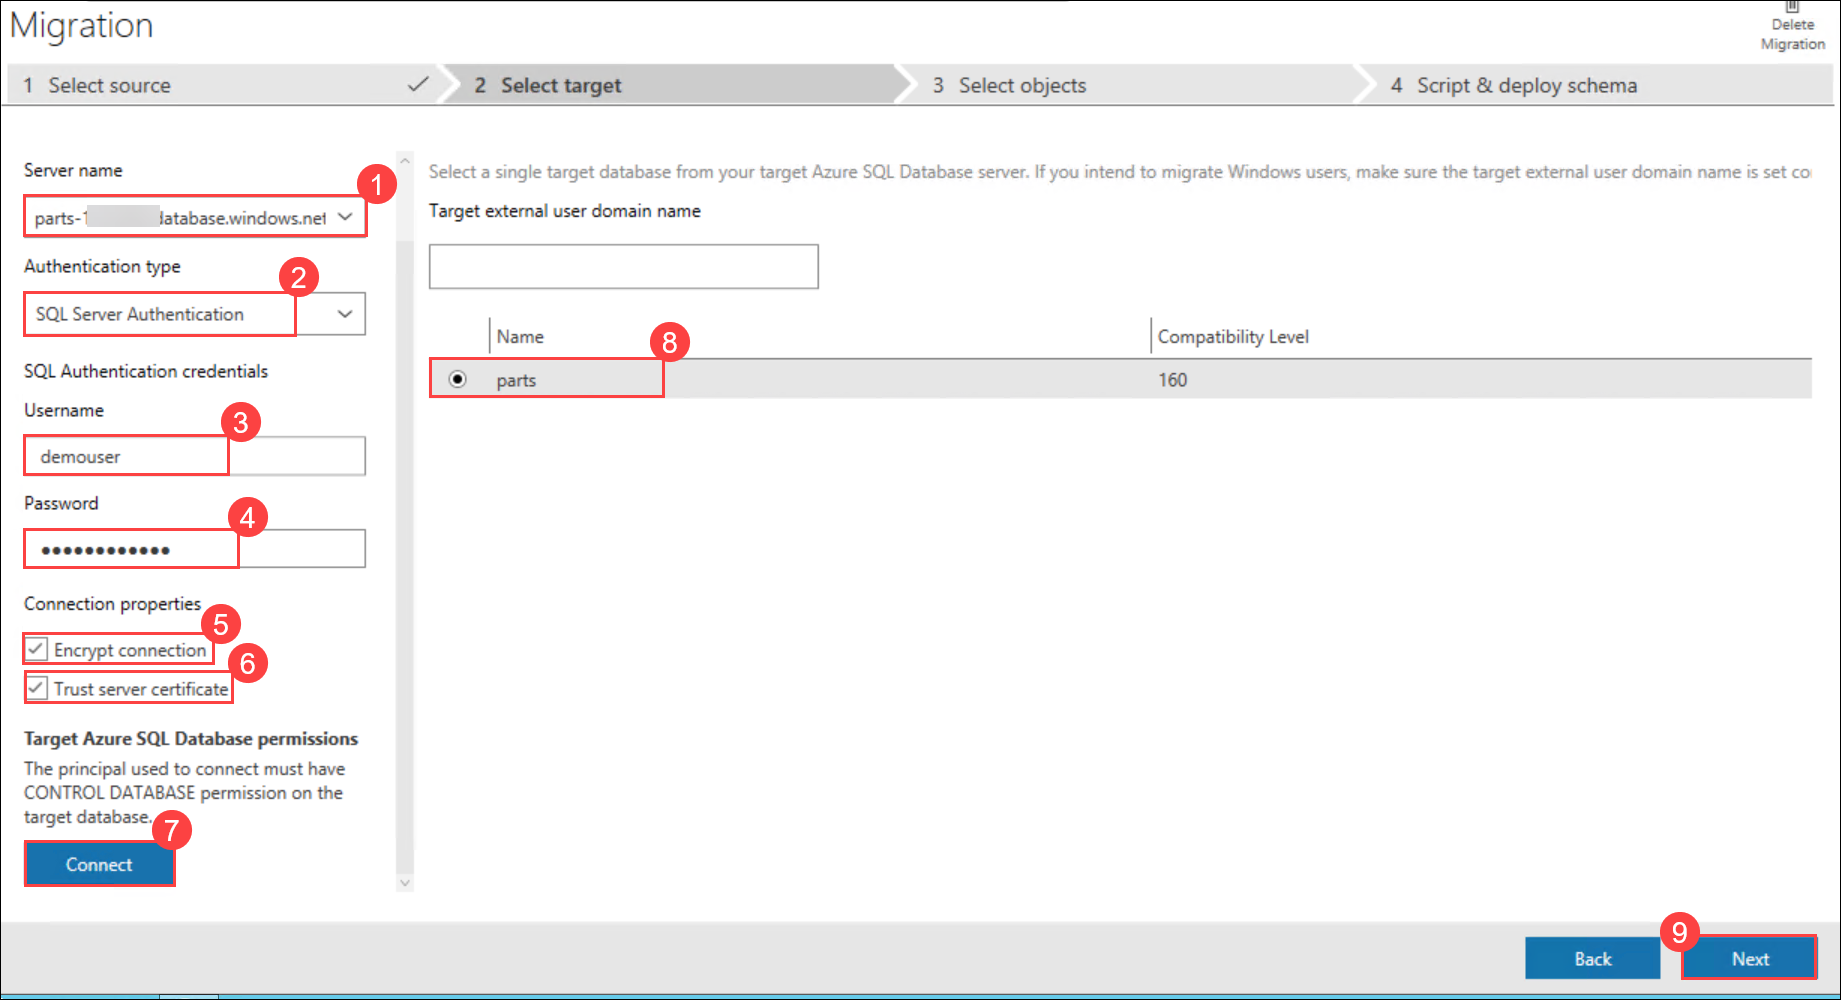 Migration
Delete
Migration
1 Select source
2 Select target
3 Select objects
4 Script & deploy schema
Server name
1
parts- database.windows.net
Authentication type
2
SQL Server Authentication
SQL Authentication credentials
Username
3
demouser
Password
4
Connection properties
5
Encrypt connection
6
Trust server certificate
Target Azure SQL Database permissions
The principal used to connect must have
CONTROL DATABASE permission on the
target database.
7
Connect
Select a single target database from your target Azure SQL Database server. If you intend to migrate Windows users, make sure the target external user domain name is set
Target external user domain name
Name
8
Compatibility Level
parts
160
Back
9
Next